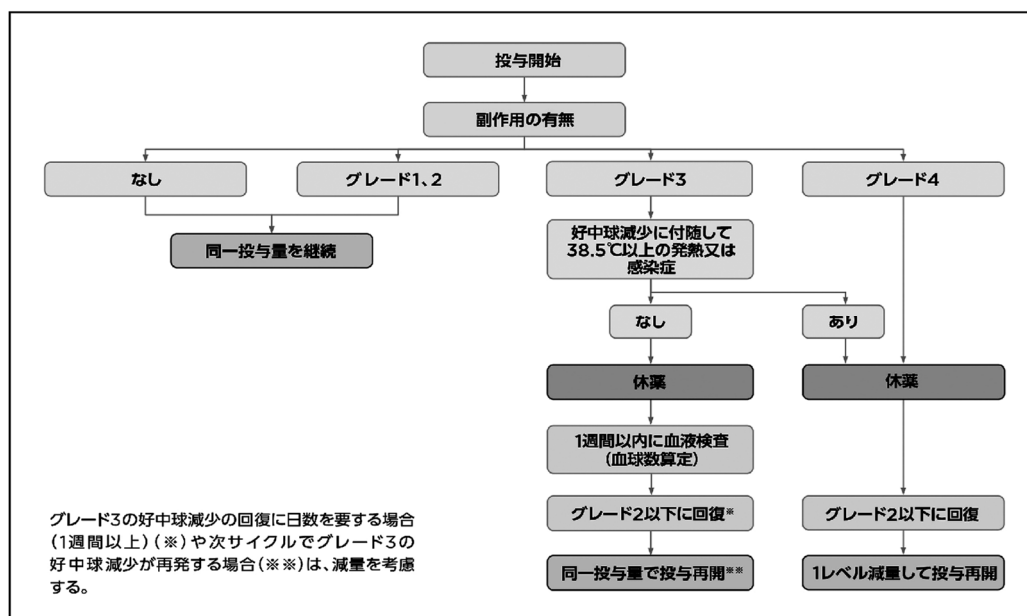 投与開始
副作用の有無
なし
グレード1、2
グレード3
グレード4
同一投与量を継続
好中球減少に付随して
38.5℃以上の発熱又は
感染症
なし
あり
休薬
休薬
1週間以内に血液検査
(血球数算定)
グレード2以下に回復※
グレード2以下に回復
同一投与量で投与再開※※
1レベル減量して投与再開
グレード3の好中球減少の回復に日数を要する場合
(1週間以上)(※)や次サイクルでグレード3の
好中球減少が再発する場合(※※)は、減量を考慮
する。